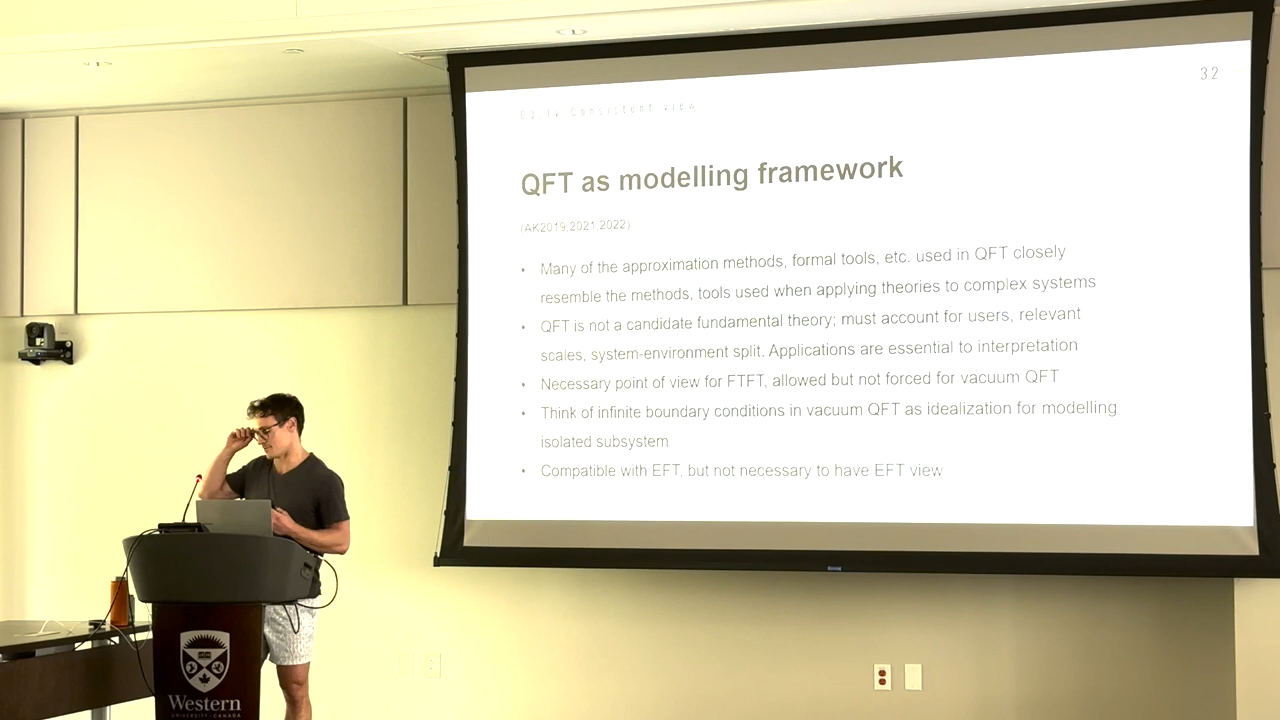 32
Consistent view
QFT as modelling framework
(AK2019,2021,2022)
• Many of the approximation methods, formal tools, etc. used in QFT closely
resemble the methods, tools used when applying theories to complex systems
• QFT is not a candidate fundamental theory; must account for users, relevant
scales, system-environment split. Applications are essential to interpretation
• Necessary point of view for FTFT, allowed but not forced for vacuum QFT
• Think of infinite boundary conditions in vacuum QFT as idealization for modelling
isolated subsystem
• Compatible with EFT, but not necessary to have EFT view
Western
UNIVERSITY · CANADA